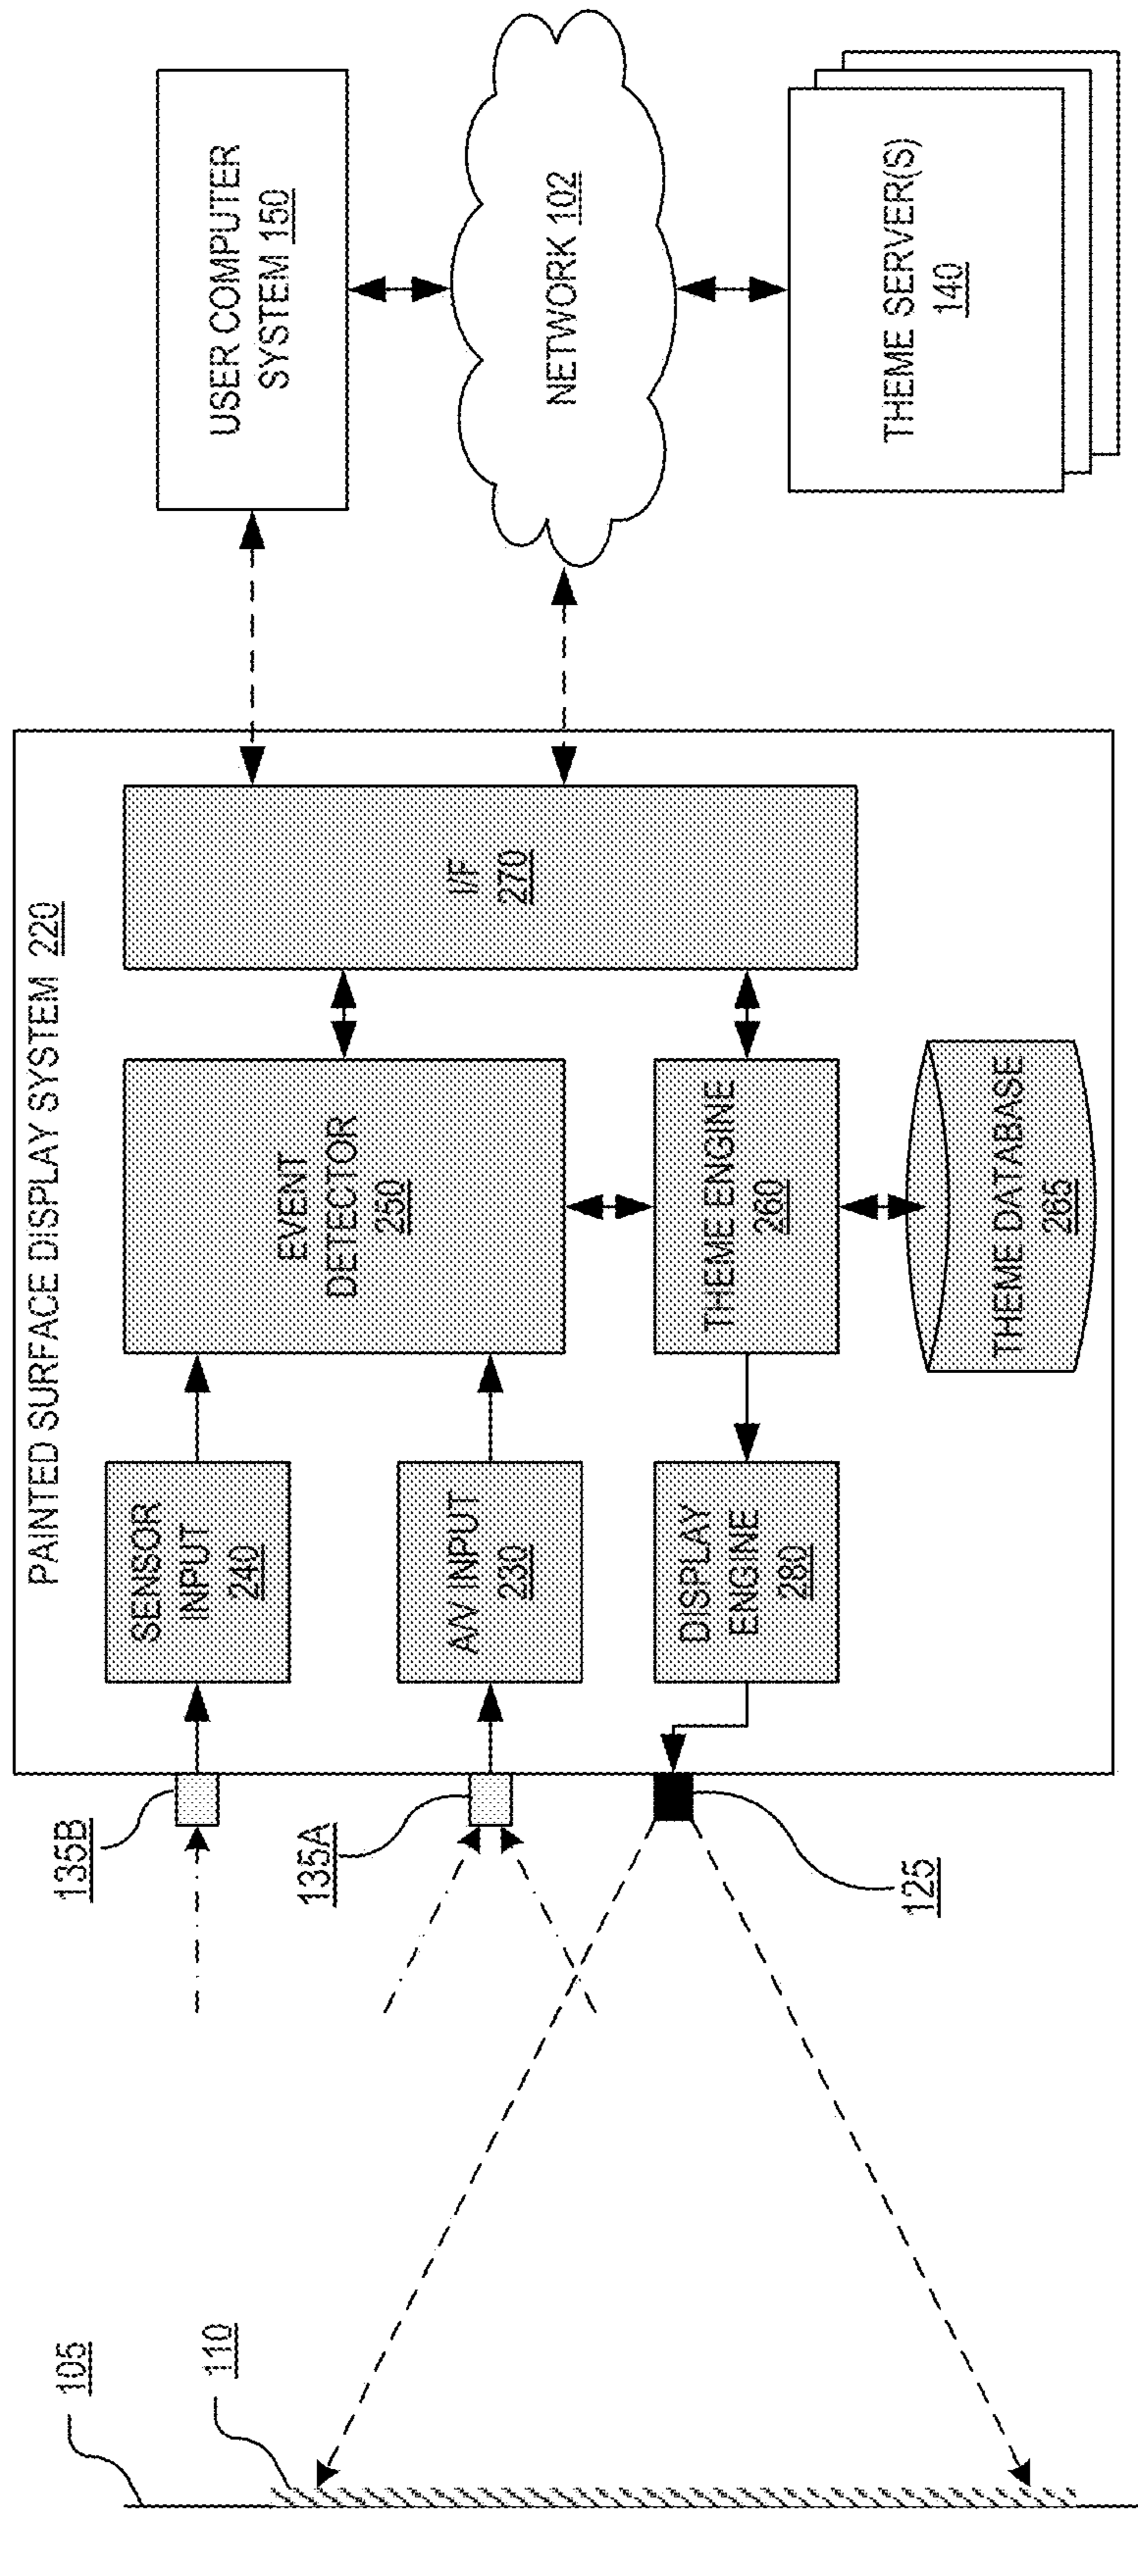 PAINTED SURFACE DISPLAY SYSTEM 220
105
110
135B
135A
125
SENSOR
INPUT
240
A/V INPUT
230
DISPLAY
ENGINE
280
EVENT
DETECTOR
250
THEME ENGINE
260
THEME DATABASE
265
I/F
270
USER COMPUTER
SYSTEM 150
NETWORK 102
THEME SERVER(S)
140